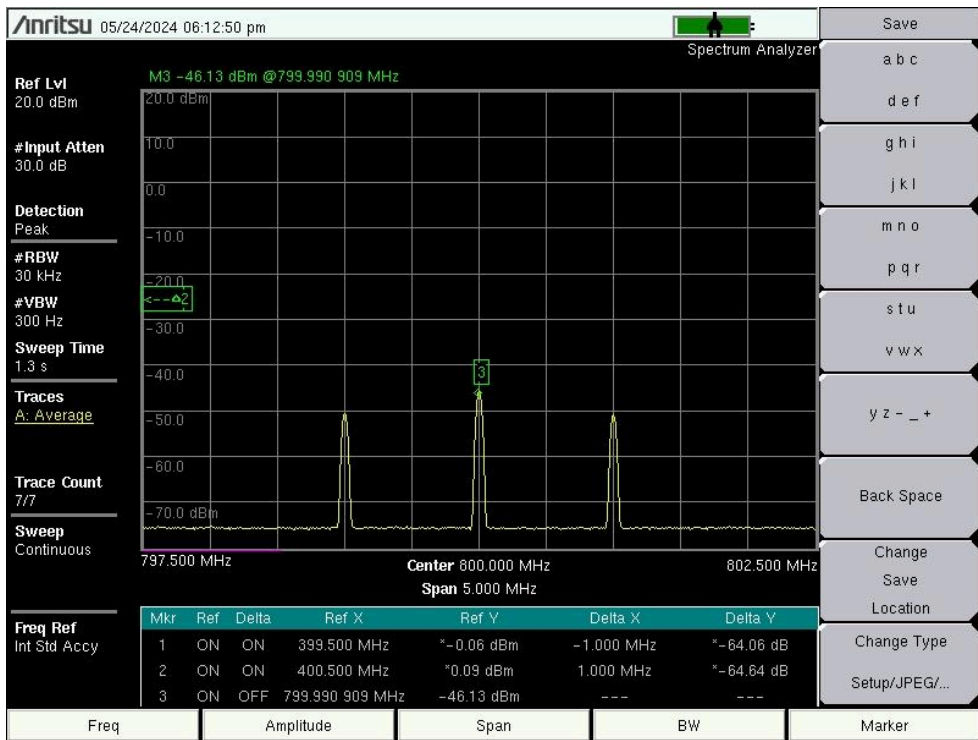 Anritsu 05/24/2024 06:12:50 pm
Spectrum Analyzer
M3 -46.13 dBm @799.990 909 MHz
Ref Lvl
20.0 dBm
#Input Atten
30.0 dB
Detection
Peak
#RBW
30 kHz
#VBW
300 Hz
Sweep Time
1.3 s
Traces
A: Average
Trace Count
7/7
Sweep
Continuous
Freq Ref
Int Std Accy
20.0 dBm
10.0
0.0
-10.0
-20.0
<--△2
-30.0
-40.0
3
-50.0
-60.0
-70.0 dBm
797.500 MHz
Center 800.000 MHz
802.500 MHz
Span 5.000 MHz
Mkr Ref Delta Ref X Ref Y Delta X Delta Y
1 ON ON 399.500 MHz *-0.06 dBm -1.000 MHz *-64.06 dB
2 ON ON 400.500 MHz *0.09 dBm 1.000 MHz *-64.64 dB
3 ON OFF 799.990 909 MHz -46.13 dBm --- ---
Save
a b c
d e f
g h i
j k l
m n o
p q r
s t u
v w x
y z - _ +
Back Space
Change
Save
Location
Change Type
Setup/JPEG/...
Freq Amplitude Span BW Marker